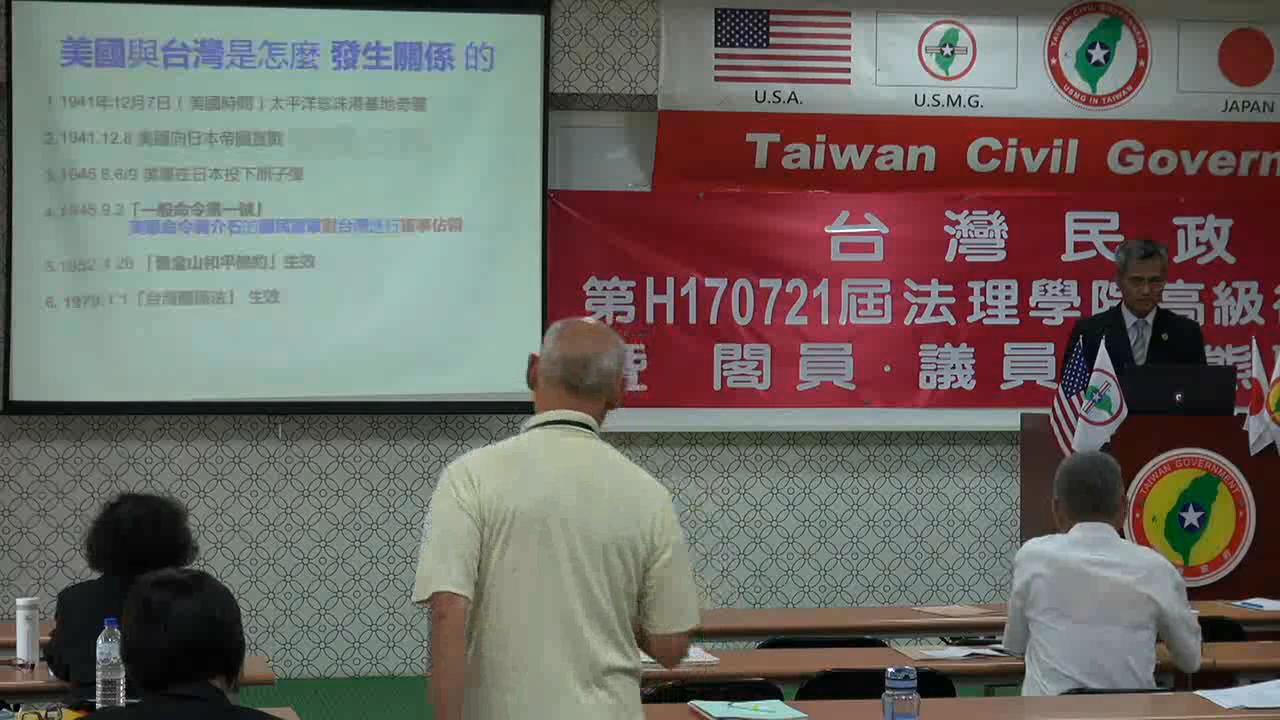 美國與台灣是怎麼 發生關係 的
1.1941年12月7日(美國時間)太平洋珍珠港基地奇襲
2.1941.12.8 美國向日本帝國宣戰
3.1945.8.6/9 美軍在日本投下原子彈
4.1945.9.2「一般命令第一號」
美軍命令蔣介石的國民黨軍對台灣進行軍事佔領
5.1952.4.28「舊金山和平條約」生效
6.1979.1.1「台灣關係法」 生效
U.S.A.
U.S.M.G.
TAIWAN CIVIL GOVERNMENT
USMG IN TAIWAN
JAPAN
Taiwan Civil Governm
台灣民政
第H170721屆法理學院高級
暨 閣員·議員
TAIWAN GOVERNMENT